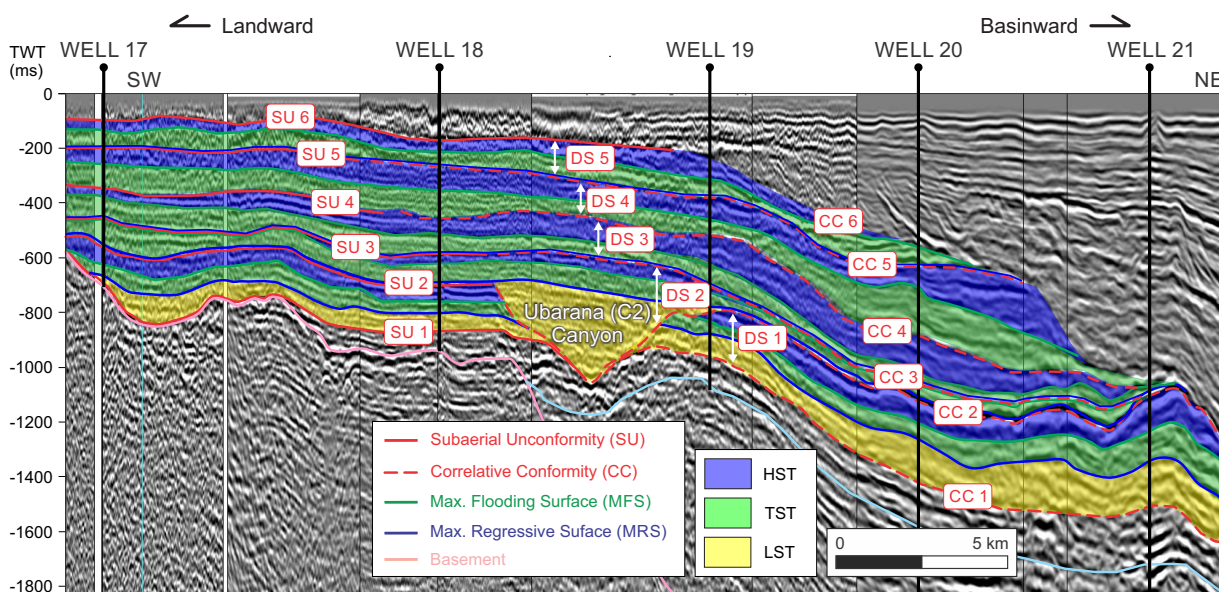 Landward
Basinward
TWT
(ms)
WELL 17
WELL 18
WELL 19
WELL 20
WELL 21
SW
NE
0
-200
-400
-600
-800
-1000
-1200
-1400
-1600
-1800
SU 6
SU 5
SU 4
SU 3
SU 2
SU 1
DS 5
DS 4
DS 3
DS 2
DS 1
Ubarana (C2)
Canyon
CC 6
CC 5
CC 4
CC 3
CC 2
CC 1
Subaerial Unconformity (SU)
Correlative Conformity (CC)
Max. Flooding Surface (MFS)
Max. Regressive Suface (MRS)
Basement
HST
TST
LST
0
5 km